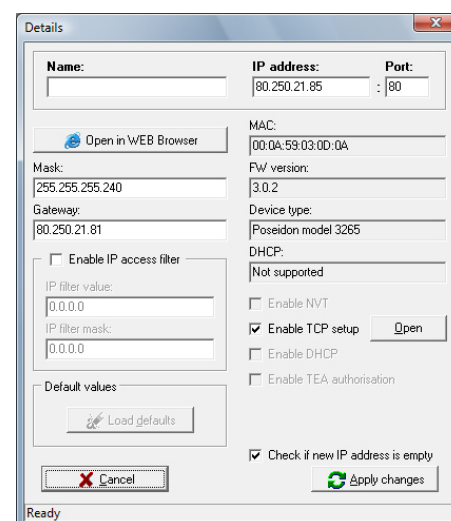 Details
Name:
IP address:
Port:
80.250.21.85
:
80
Open in WEB Browser
MAC:
00:0A:59:03:0D:0A
Mask:
255.255.255.240
FW version:
3.0.2
Gateway:
80.250.21.81
Device type:
Poseidon model 3265
Enable IP access filter
DHCP:
Not supported
IP filter value:
0.0.0.0
Enable NVT
IP filter mask:
0.0.0.0
Enable TCP setup
Open
Enable DHCP
Default values
Enable TEA authorisation
Load defaults
Check if new IP address is empty
Cancel
Apply changes
Ready